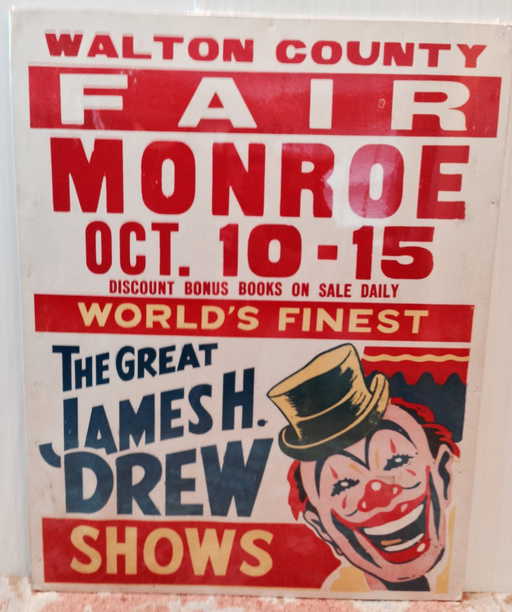 WALTON COUNTY
FAIR
MONROE
OCT. 10-15
DISCOUNT BONUS BOOKS ON SALE DAILY
WORLD'S FINEST
THE GREAT
JAMES H.
DREW
SHOWS